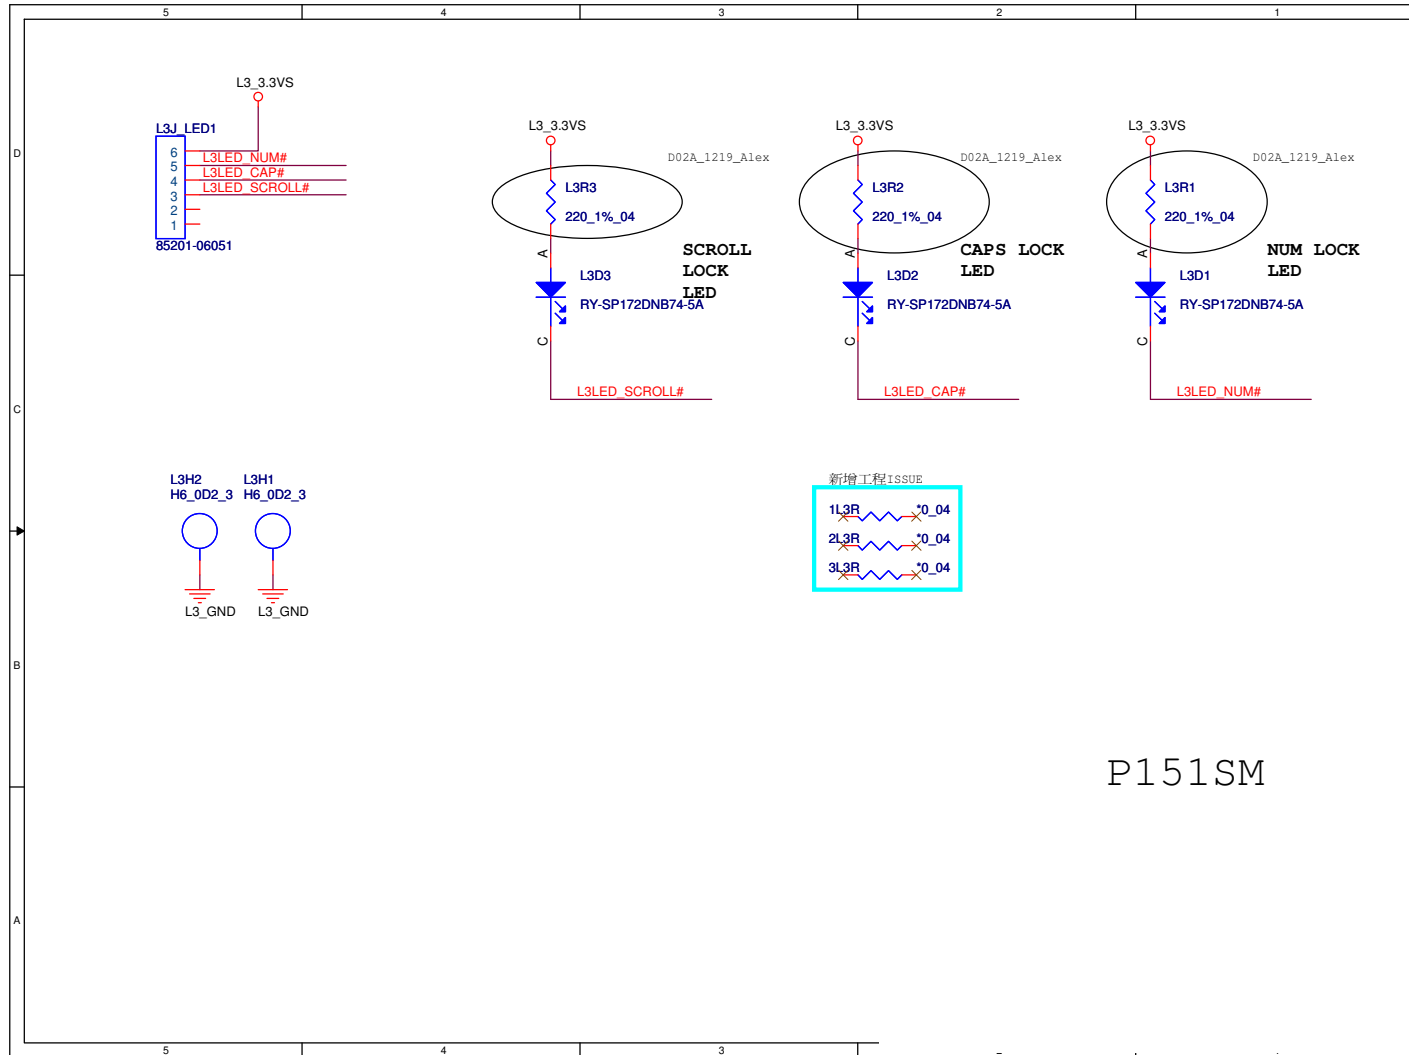 5 4 3 2 1
D
C
B
A
L3_3.3VS
L3J_LED1
6
5
4
3
2
1
L3LED_NUM#
L3LED_CAP#
L3LED_SCROLL#
85201-06051
L3_3.3VS
D02A_1219_Alex
L3R3
220_1%_04
A
SCROLL
LOCK
LED
L3D3
RY-SP172DNB74-5A
C
L3LED_SCROLL#
L3_3.3VS
D02A_1219_Alex
L3R2
220_1%_04
A
CAPS LOCK
LED
L3D2
RY-SP172DNB74-5A
C
L3LED_CAP#
L3_3.3VS
D02A_1219_Alex
L3R1
220_1%_04
A
NUM LOCK
LED
L3D1
RY-SP172DNB74-5A
C
L3LED_NUM#
L3H2
H6_0D2_3
L3_GND
L3H1
H6_0D2_3
L3_GND
新增工程ISSUE
1L3R *0_04
2L3R *0_04
3L3R *0_04
P151SM
5 4 3